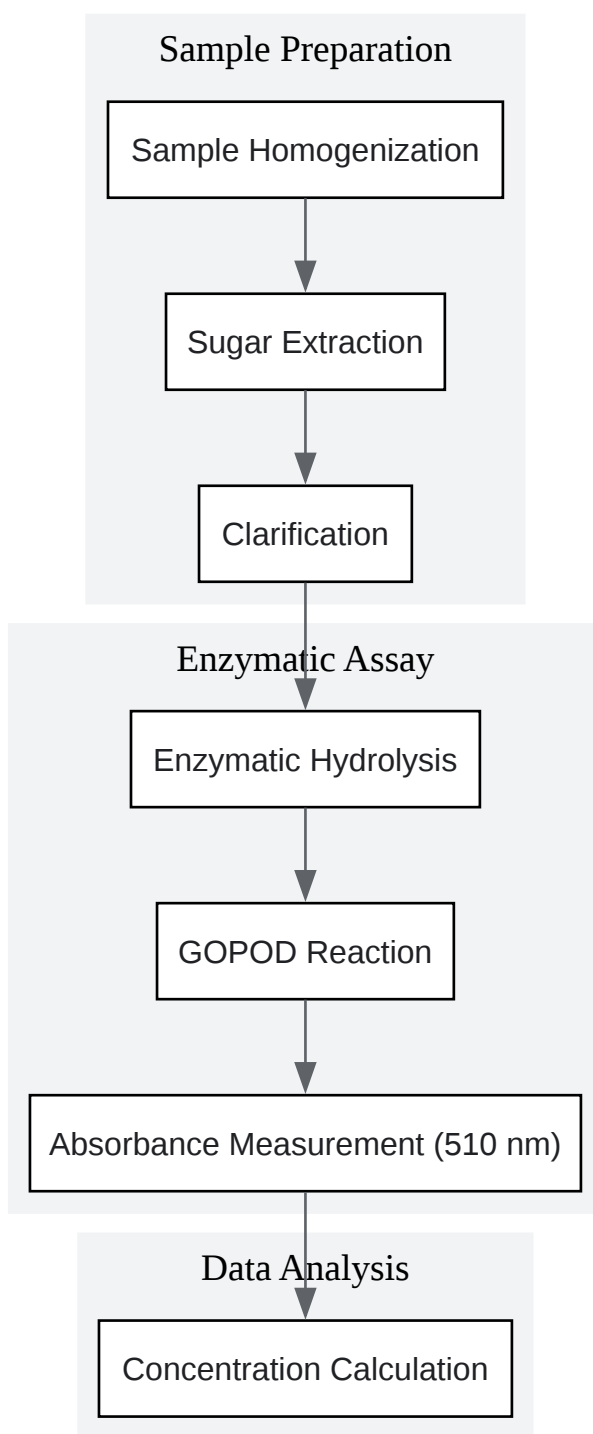 Sample Preparation
Sample Homogenization
Sugar Extraction
Clarification
Enzymatic Assay
Enzymatic Hydrolysis
GOPOD Reaction
Absorbance Measurement (510 nm)
Data Analysis
Concentration Calculation